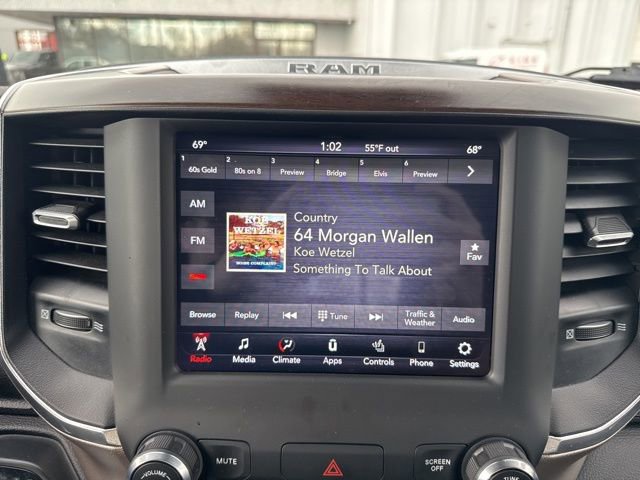 RAM
69° 1:02 55°F out 68°
1 2 3 4 5 6
60s Gold 80s on 8 Preview Bridge Elvis Preview
AM
FM
Country
64 Morgan Wallen
Koe Wetzel
Something To Talk About
KOE
WETZEL
NOISE COMPLAINT
Fav
Browse Replay Tune Traffic & Weather Audio
Radio Media Climate Apps Controls Phone Settings
VOLUME
MUTE
SCREEN
OFF
TUNE